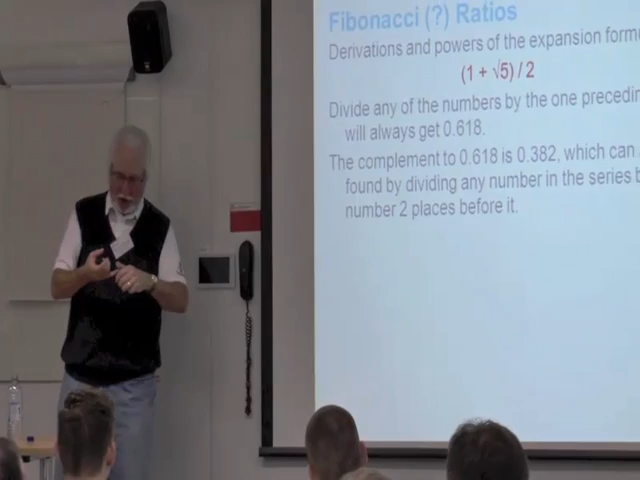 Fibonacci (?) Ratios
Derivations and powers of the expansion
(1 + √5) / 2
Divide any of the numbers by the one
will always get 0.618.
The complement to 0.618 is 0.382, which can
found by dividing any number in the series
number 2 places before it.